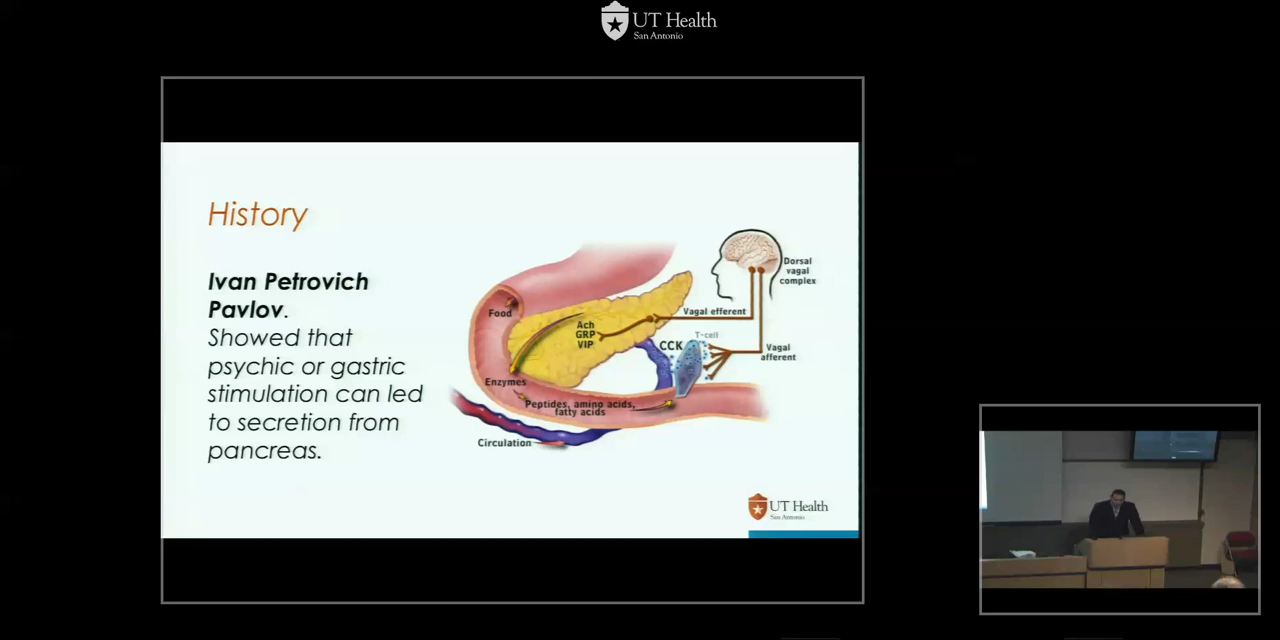 UT Health
San Antonio
History
Ivan Petrovich
Pavlov.
Showed that
psychic or gastric
stimulation can led
to secretion from
pancreas.
Food
Ach
GRP
VIP
Enzymes
Peptides, amino acids,
fatty acids
Circulation
CCK
T-cell
Vagal efferent
Vagal
afferent
Dorsal
vagal
complex
UT Health
San Antonio